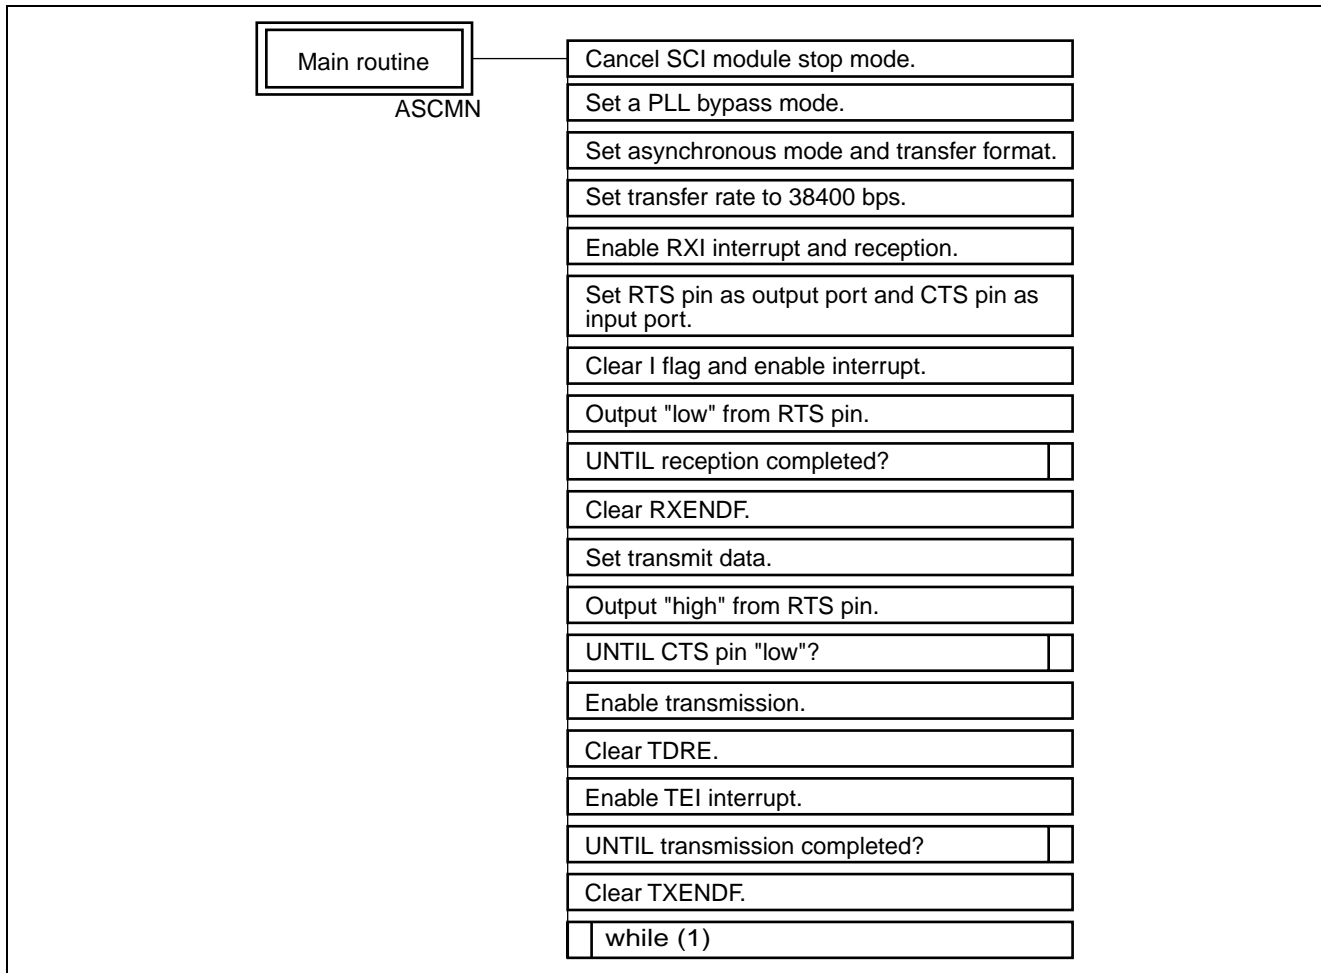 Main routine
ASCMN
Cancel SCI module stop mode.
Set a PLL bypass mode.
Set asynchronous mode and transfer format.
Set transfer rate to 38400 bps.
Enable RXI interrupt and reception.
Set RTS pin as output port and CTS pin as
input port.
Clear I flag and enable interrupt.
Output "low" from RTS pin.
UNTIL reception completed?
Clear RXENDF.
Set transmit data.
Output "high" from RTS pin.
UNTIL CTS pin "low"?
Enable transmission.
Clear TDRE.
Enable TEI interrupt.
UNTIL transmission completed?
Clear TXENDF.
while (1)